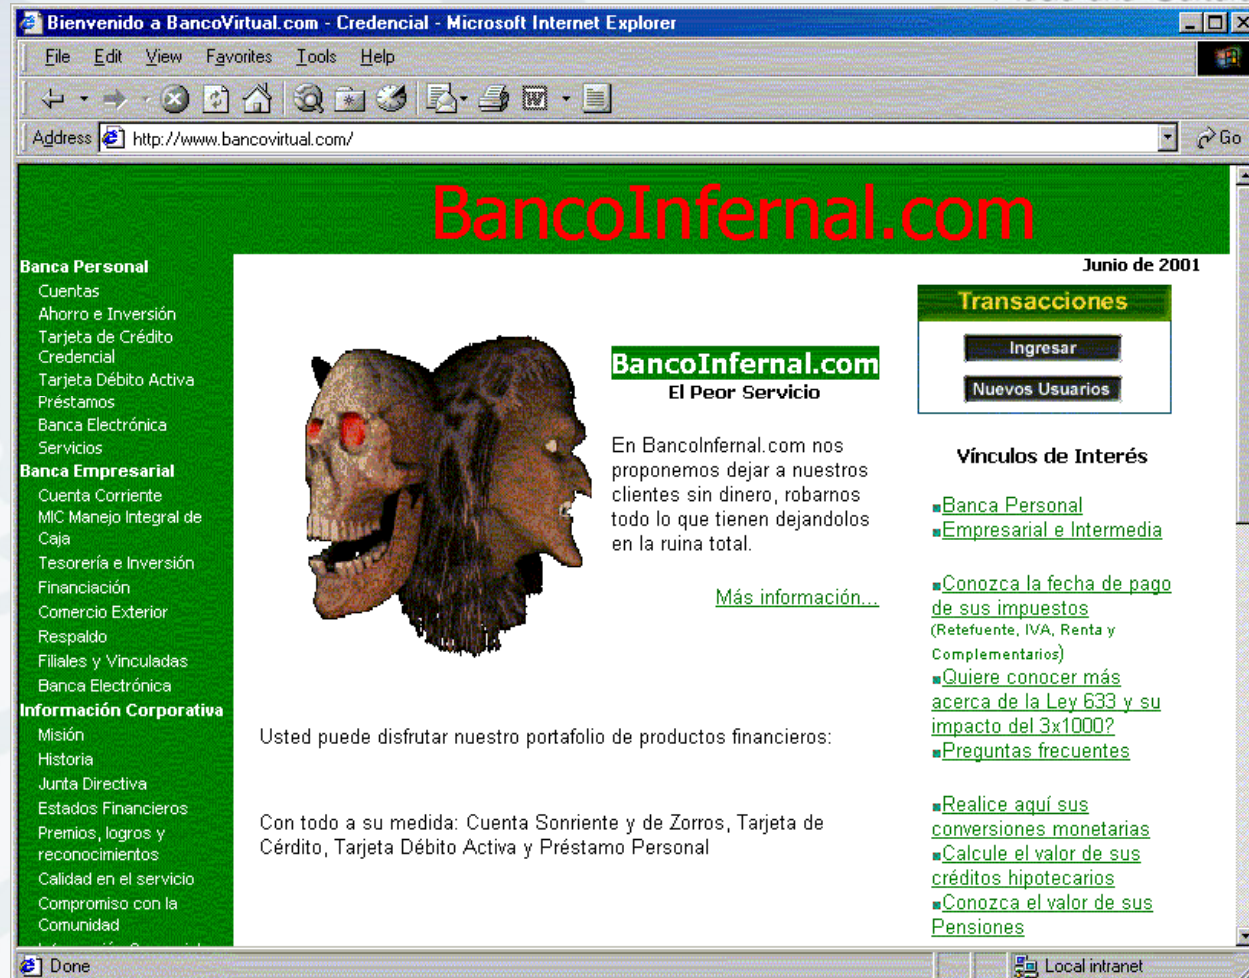 Bienvenido a BancoVirtual.com - Credencial - Microsoft Internet Explorer
File Edit View Favorites Tools Help
Address http://www.bancovirtual.com/ Go
BancoInfernal.com
Junio de 2001
Banca Personal
Cuentas
Ahorro e Inversión
Tarjeta de Crédito
Credencial
Tarjeta Débito Activa
Préstamos
Banca Electrónica
Servicios
Banca Empresarial
Cuenta Corriente
MIC Manejo Integral de
Caja
Tesorería e Inversión
Financiación
Comercio Exterior
Respaldo
Filiales y Vinculadas
Banca Electrónica
Información Corporativa
Misión
Historia
Junta Directiva
Estados Financieros
Premios, logros y
reconocimientos
Calidad en el servicio
Compromiso con la
Comunidad
BancoInfernal.com
El Peor Servicio
En BancoInfernal.com nos
proponemos dejar a nuestros
clientes sin dinero, robarnos
todo lo que tienen dejandolos
en la ruina total.
Más información...
Usted puede disfrutar nuestro portafolio de productos financieros:
Con todo a su medida: Cuenta Sonriente y de Zorros, Tarjeta de
Cérdito, Tarjeta Débito Activa y Préstamo Personal
Transacciones
Ingresar
Nuevos Usuarios
Vínculos de Interés
Banca Personal
Empresarial e Intermedia
Conozca la fecha de pago
de sus impuestos
(Retefuente, IVA, Renta y
Complementarios)
Quiere conocer más
acerca de la Ley 633 y su
impacto del 3x1000?
Preguntas frecuentes
Realice aquí sus
conversiones monetarias
Calcule el valor de sus
créditos hipotecarios
Conozca el valor de sus
Pensiones
Done
Local intranet